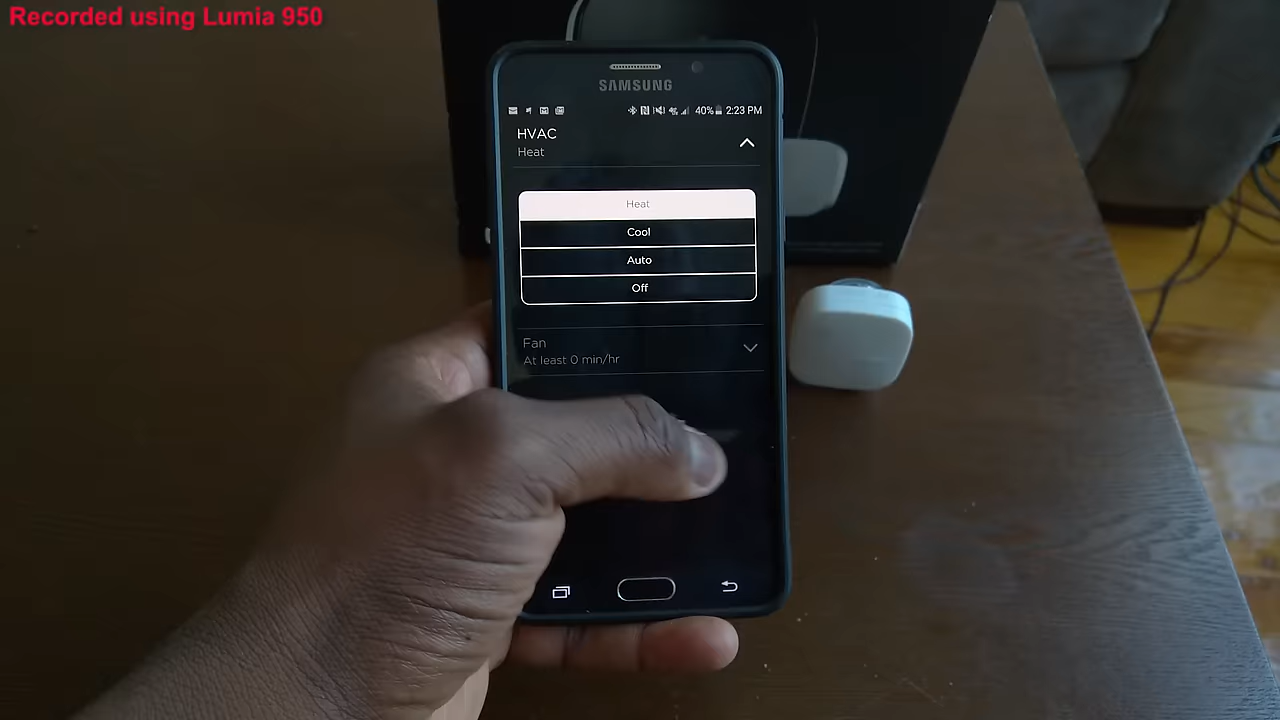 Recorded using Lumia 950
SAMSUNG
40% 2:23 PM
HVAC
Heat
Heat
Cool
Auto
Off
Fan
At least 0 min/hr